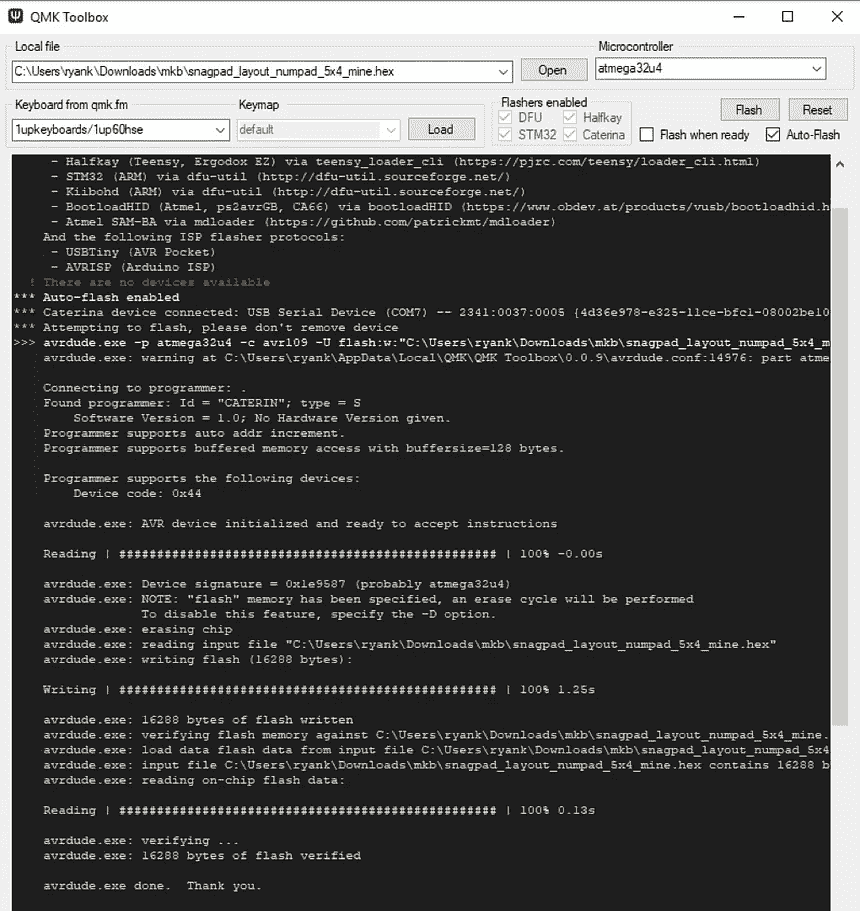 QMK Toolbox
Local file
Microcontroller
C:\Users\ryank\Downloads\mkb\snagpad_layout_numpad_5x4_mine.hex
Open
atmega32u4
Keyboard from qmk.fm
Keymap
Flashers enabled
1upkeyboards/1up60hse
default
Load
DFU
Halfkay
STM32
Caterina
Flash
Reset
Flash when ready
Auto-Flash
- Halfkay (Teensy, Ergodox EZ) via teensy_loader_cli (https://pjrc.com/teensy/loader_cli.html)
- STM32 (ARM) via dfu-util (http://dfu-util.sourceforge.net/)
- Kiibohd (ARM) via dfu-util (http://dfu-util.sourceforge.net/)
- BootloadHID (Atmel, ps2avrGB, CA66) via bootloadHID (https://www.obdev.at/products/vusb/bootloadhid.h
- Atmel SAM-BA via mdloader (https://github.com/patrickmt/mdloader)
And the following ISP flasher protocols:
- USBTiny (AVR Pocket)
- AVRISP (Arduino ISP)
! There are no devices available
*** Auto-flash enabled
*** Caterina device connected: USB Serial Device (COM7) -- 2341:0037:0005 {4d36e978-e325-11ce-bfc1-08002be10
*** Attempting to flash, please don't remove device
>>> avrdude.exe -p atmega32u4 -c avr109 -U flash:w:"C:\Users\ryank\Downloads\mkb\snagpad_layout_numpad_5x4_m
avrdude.exe: warning at C:\Users\ryank\AppData\Local\QMK\QMK Toolbox\0.0.9\avrdude.conf:14976: part atme
Connecting to programmer: .
Found programmer: Id = "CATERIN"; type = S
Software Version = 1.0; No Hardware Version given.
Programmer supports auto addr increment.
Programmer supports buffered memory access with buffersize=128 bytes.
Programmer supports the following devices:
Device code: 0x44
avrdude.exe: AVR device initialized and ready to accept instructions
Reading | ################################################## | 100% -0.00s
avrdude.exe: Device signature = 0x1e9587 (probably atmega32u4)
avrdude.exe: NOTE: "flash" memory has been specified, an erase cycle will be performed
To disable this feature, specify the -D option.
avrdude.exe: erasing chip
avrdude.exe: reading input file "C:\Users\ryank\Downloads\mkb\snagpad_layout_numpad_5x4_mine.hex"
avrdude.exe: writing flash (16288 bytes):
Writing | ################################################## | 100% 1.25s
avrdude.exe: 16288 bytes of flash written
avrdude.exe: verifying flash memory against C:\Users\ryank\Downloads\mkb\snagpad_layout_numpad_5x4_mine.
avrdude.exe: load data flash data from input file C:\Users\ryank\Downloads\mkb\snagpad_layout_numpad_5x4
avrdude.exe: input file C:\Users\ryank\Downloads\mkb\snagpad_layout_numpad_5x4_mine.hex contains 16288 b
avrdude.exe: reading on-chip flash data:
Reading | ################################################## | 100% 0.13s
avrdude.exe: verifying ...
avrdude.exe: 16288 bytes of flash verified
avrdude.exe done.  Thank you.